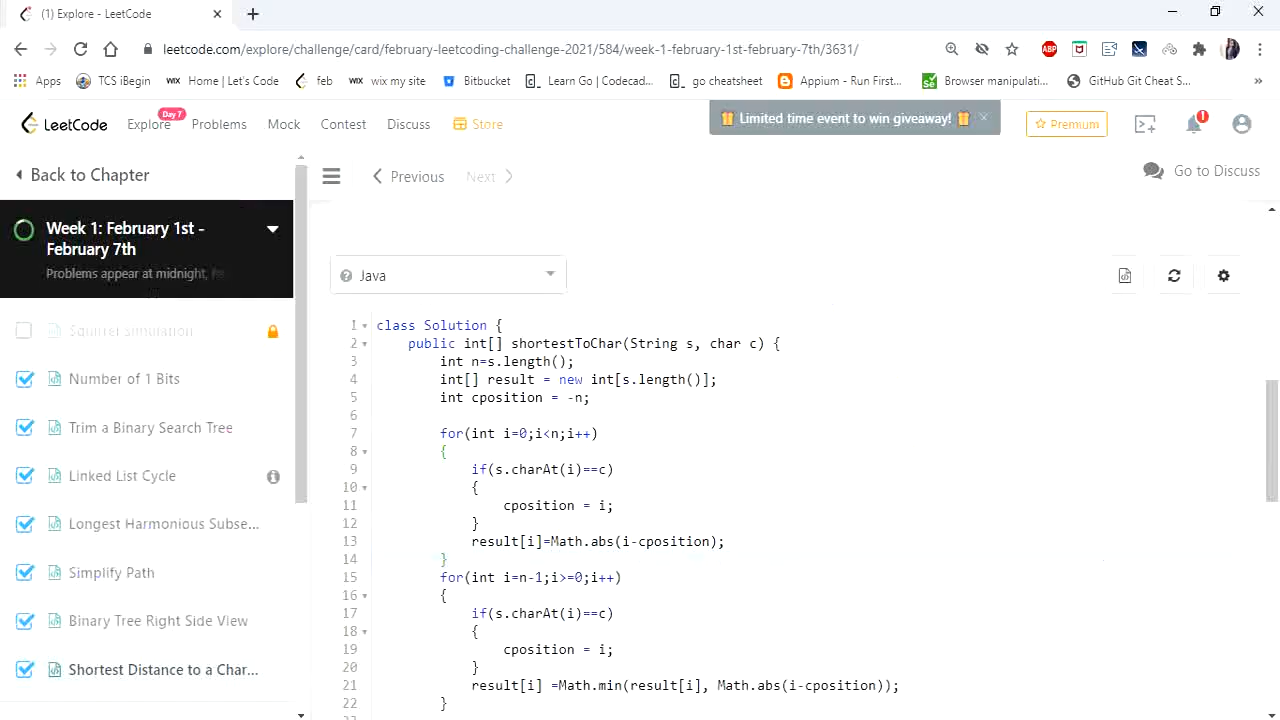 (1) Explore - LeetCode
leetcode.com/explore/challenge/card/february-leetcoding-challenge-2021/584/week-1-february-1st-february-7th/3631/
ABP
Apps TCS iBegin WIX Home | Let's Code feb WIX wix my site Bitbucket Learn Go | Codecad... go cheatsheet Appium - Run First... Se Browser manipulati... GitHub Git Cheat S... »
LeetCode Explore Day 7 Problems Mock Contest Discuss Store Limited time event to win giveaway! Premium 1
Back to Chapter
Previous Next Go to Discuss
Week 1: February 1st -
February 7th
Problems appear at midnight,
Squirrel Simulation
Number of 1 Bits
Trim a Binary Search Tree
Linked List Cycle
Longest Harmonious Subse...
Simplify Path
Binary Tree Right Side View
Shortest Distance to a Char...
Java
1 class Solution {
2 public int[] shortestToChar(String s, char c) {
3 int n=s.length();
4 int[] result = new int[s.length()];
5 int cposition = -n;
6
7 for(int i=0;i<n;i++)
8 {
9 if(s.charAt(i)==c)
10 {
11 cposition = i;
12 }
13 result[i]=Math.abs(i-cposition);
14 }
15 for(int i=n-1;i>=0;i++)
16 {
17 if(s.charAt(i)==c)
18 {
19 cposition = i;
20 }
21 result[i] =Math.min(result[i], Math.abs(i-cposition));
22 }